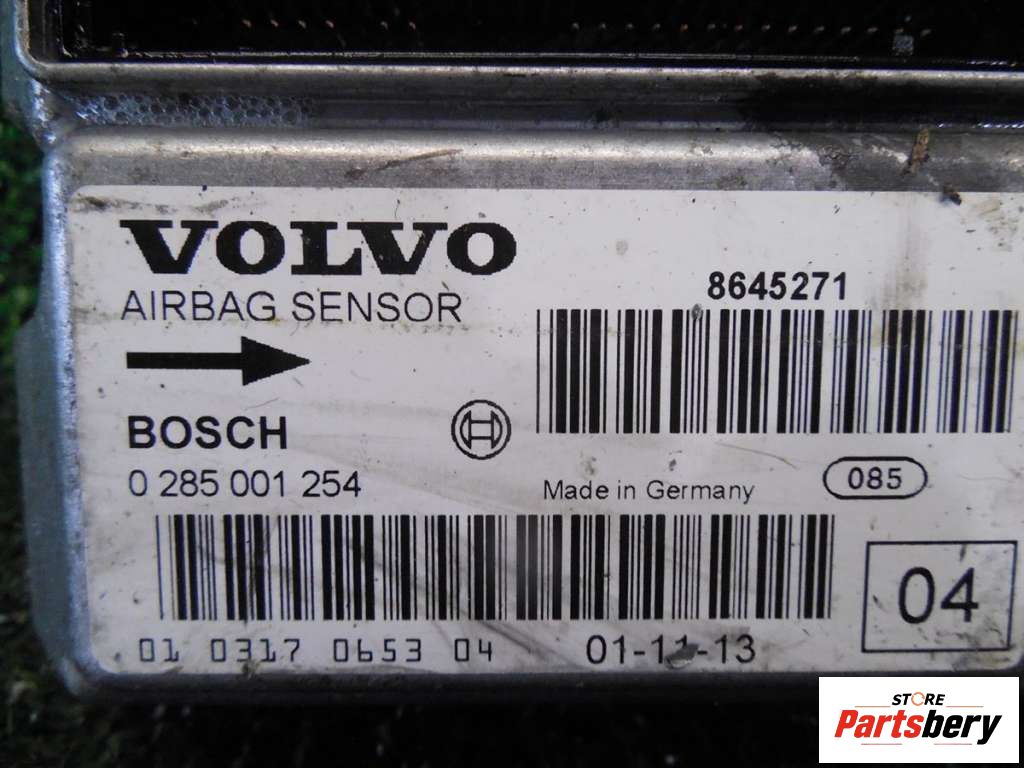 VOLVO
AIRBAG SENSOR
8645271
BOSCH
0 285 001 254
Made in Germany
085
04
01 0317 0653 04
01-11-13
STORE
Partsbery